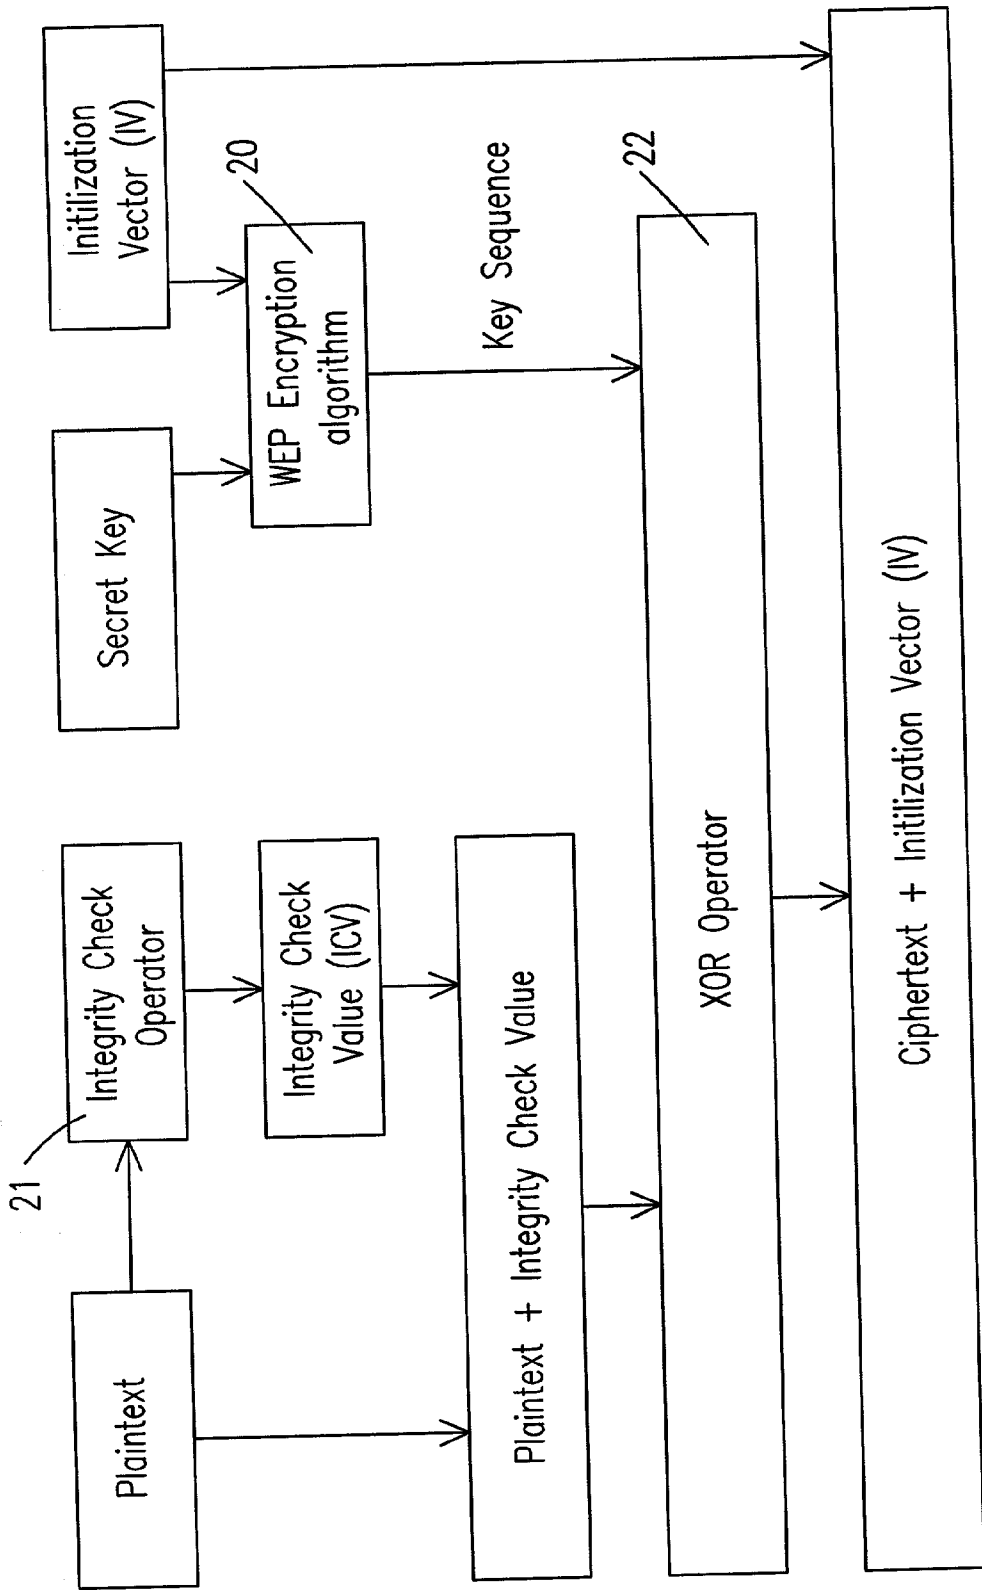 21
Plaintext
Integrity Check
Operator
Secret Key
Initilization
Vector (IV)
Integrity Check
Value (ICV)
WEP Encryption
algorithm
20
Plaintext + Integrity Check Value
Key Sequence
XOR Operator
22
Ciphertext + Initilization Vector (IV)